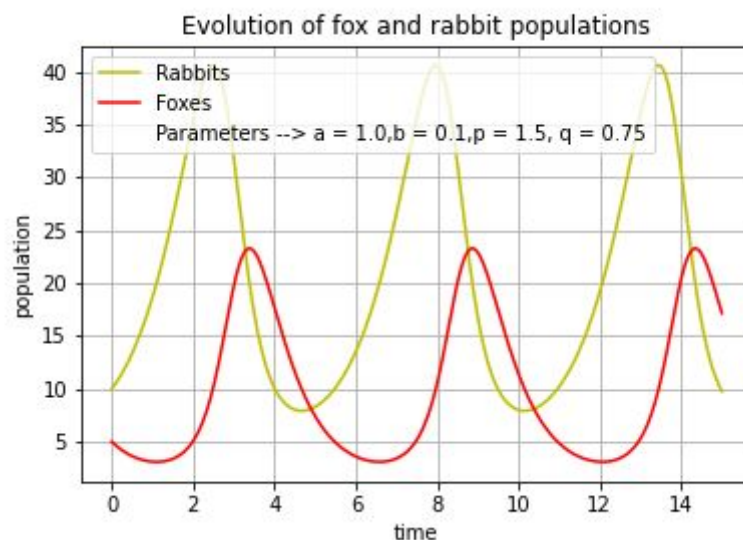 Evolution of fox and rabbit populations
40
35
30
25
20
15
10
5
population
Rabbits
Foxes
Parameters --> a = 1.0,b = 0.1,p = 1.5, q = 0.75
0 2 4 6 8 10 12 14
time